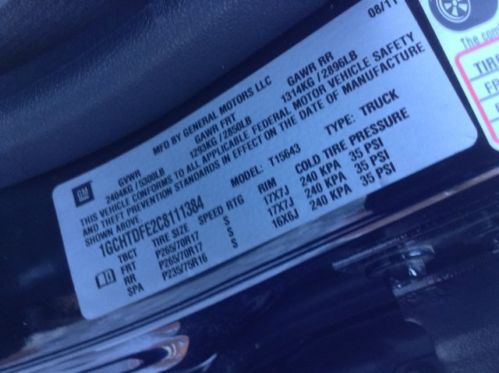 08/11
MFD BY GENERAL MOTORS LLC
GVWR GAWR FRT GAWR RR
2404KG / 5300LB 1293KG / 2850LB 1314KG / 2896LB
THIS VEHICLE CONFORMS TO ALL APPLICABLE FEDERAL MOTOR VEHICLE SAFETY
AND THEFT PREVENTION STANDARDS IN EFFECT ON THE DATE OF MANUFACTURE
SHOWN ABOVE.
1GCHTDFE2C8111384 MODEL: T15643 TYPE: TRUCK
TBCT TIRE SIZE SPEED RTG RIM COLD TIRE PRESSURE
FRT P265/70R17 S 17X7J 240 KPA 35 PSI
RR P265/70R17 S 17X7J 240 KPA 35 PSI
SPA P235/75R16 S 16X6J 240 KPA 35 PSI
GM
The com
TIR